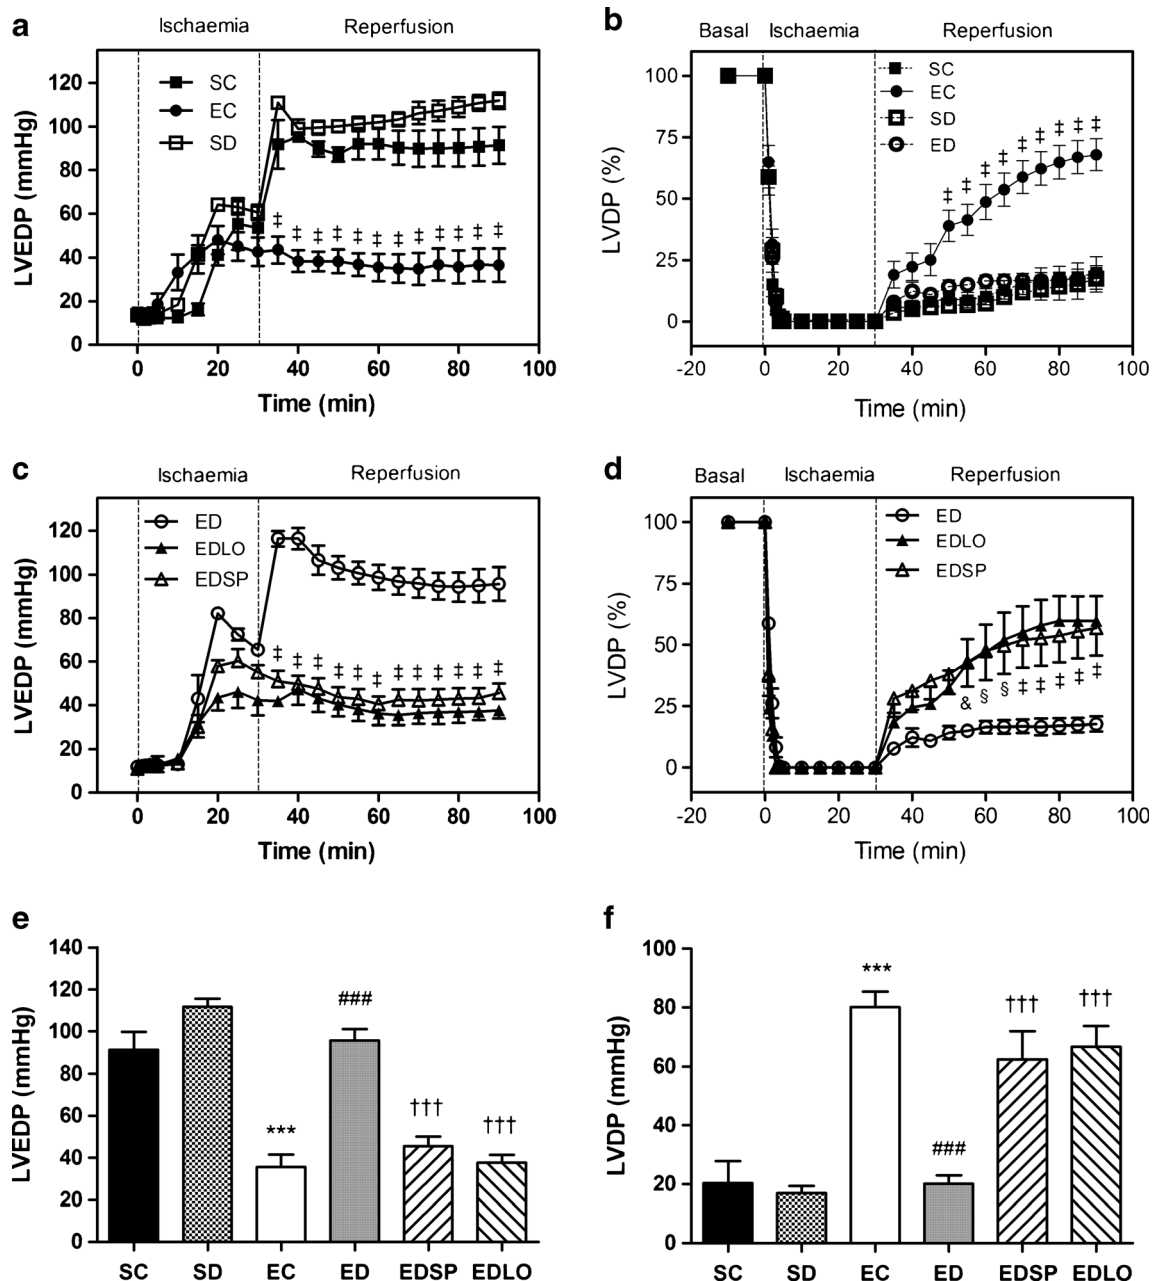 a
Ischaemia Reperfusion
LVEDP (mmHg)
120
100
80
60
40
20
0
SC
EC
SD
‡ ‡ ‡ ‡ ‡ ‡ ‡ ‡ ‡ ‡ ‡ ‡
0 20 40 60 80 100
Time (min)
b
Basal Ischaemia Reperfusion
LVDP (%)
100
75
50
25
0
SC
EC
SD
ED
‡ ‡ ‡ ‡ ‡ ‡ ‡ ‡ ‡
-20 0 20 40 60 80 100
Time (min)
c
Ischaemia Reperfusion
LVEDP (mmHg)
120
100
80
60
40
20
0
ED
EDLO
EDSP
‡ ‡ ‡ ‡ ‡ ‡ ‡ ‡ ‡ ‡ ‡ ‡
0 20 40 60 80 100
Time (min)
d
Basal Ischaemia Reperfusion
LVDP (%)
100
75
50
25
0
ED
EDLO
EDSP
& § § ‡ ‡ ‡ ‡ ‡
-20 0 20 40 60 80 100
Time (min)
e
LVEDP (mmHg)
140
120
100
80
60
40
20
0
***
###
†††
†††
SC SD EC ED EDSP EDLO
f
LVDP (mmHg)
100
80
60
40
20
0
***
###
†††
†††
SC SD EC ED EDSP EDLO